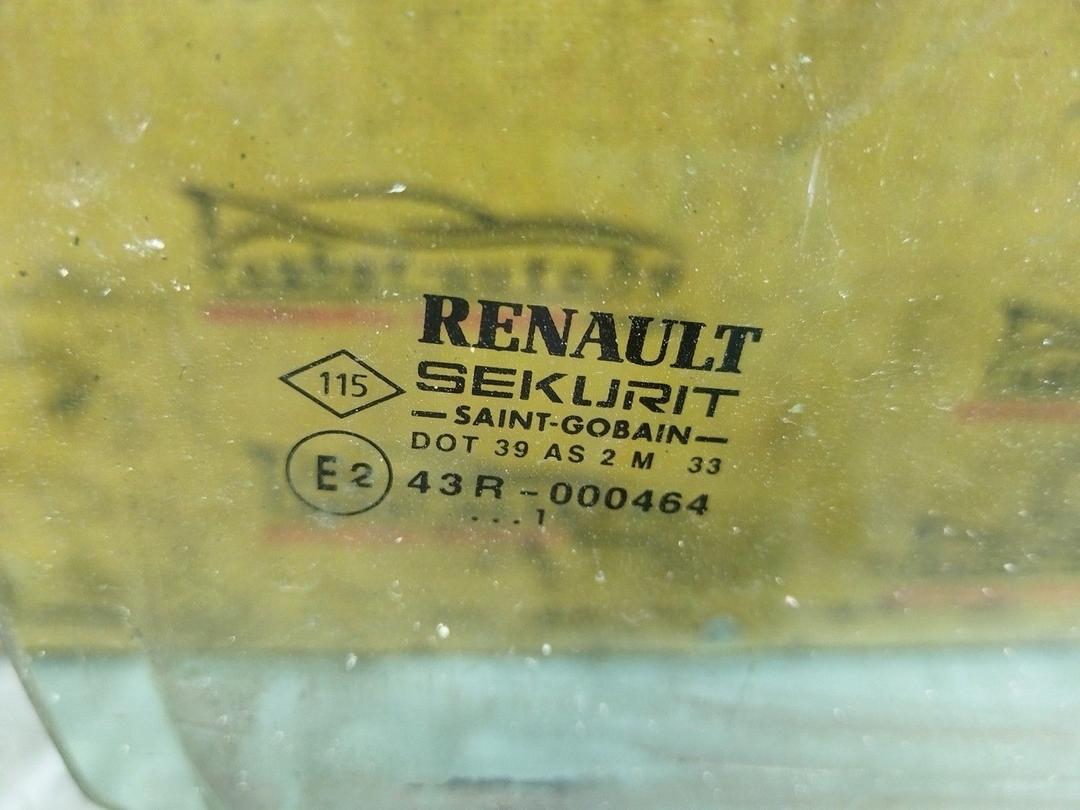 RENAULT
115
SEKURIT
—SAINT-GOBAIN—
DOT 39 AS 2 M 33
E2
43R-000464
...1